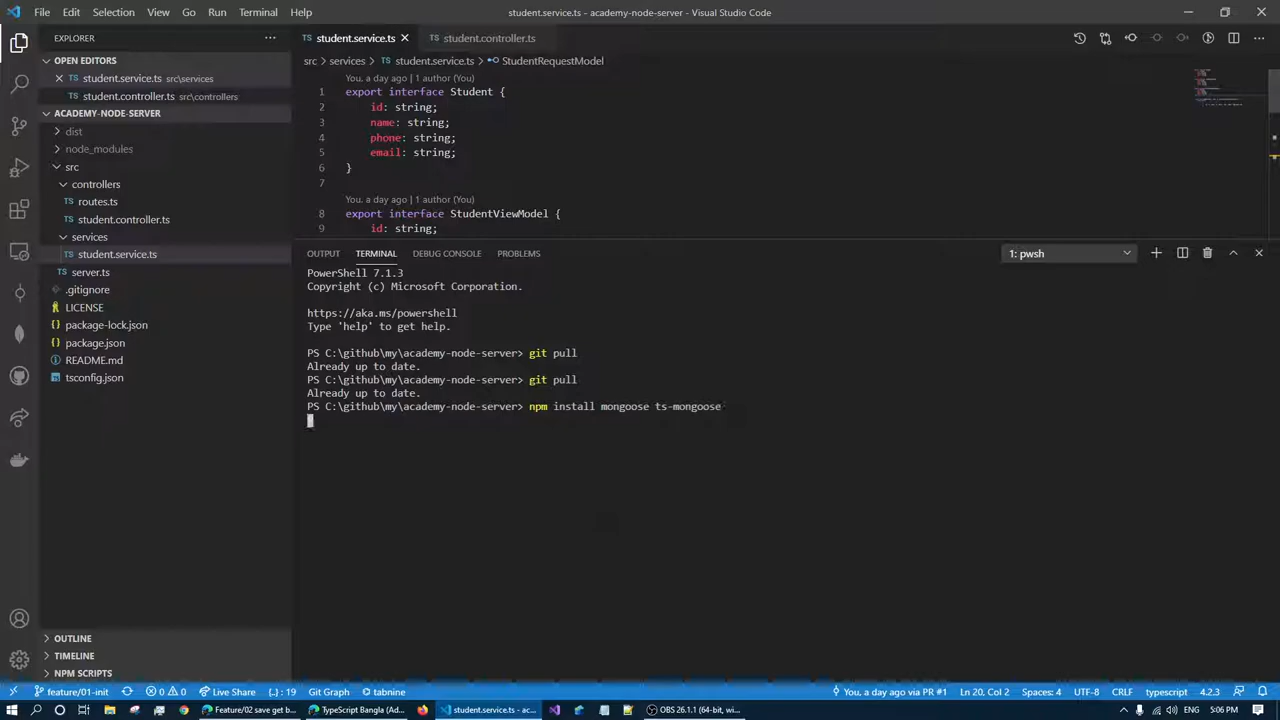 File Edit Selection View Go Run Terminal Help
student.service.ts - academy-node-server - Visual Studio Code
EXPLORER
OPEN EDITORS
student.service.ts src\services
TS student.controller.ts src\controllers
ACADEMY-NODE-SERVER
dist
node_modules
src
controllers
TS routes.ts
TS student.controller.ts
services
TS student.service.ts
TS server.ts
.gitignore
LICENSE
{} package-lock.json
{} package.json
README.md
tsconfig.json
OUTLINE
TIMELINE
NPM SCRIPTS
TS student.service.ts
TS student.controller.ts
src > services > TS student.service.ts > StudentRequestModel
You, a day ago | 1 author (You)
1 export interface Student {
2 id: string;
3 name: string;
4 phone: string;
5 email: string;
6 }
7
You, a day ago | 1 author (You)
8 export interface StudentViewModel {
9 id: string;
OUTPUT TERMINAL DEBUG CONSOLE PROBLEMS
1: pwsh
PowerShell 7.1.3
Copyright (c) Microsoft Corporation.
https://aka.ms/powershell
Type 'help' to get help.
PS C:\github\my\academy-node-server> git pull
Already up to date.
PS C:\github\my\academy-node-server> git pull
Already up to date.
PS C:\github\my\academy-node-server> npm install mongoose ts-mongoose
feature/01-init 0 0 Live Share {..} : 19 Git Graph tabnine
You, a day ago via PR #1 Ln 20, Col 2 Spaces: 4 UTF-8 CRLF typescript 4.2.3
Feature/02 save get b... TypeScript Bangla (Ad... student.service.ts - ac... OBS 26.1.1 (64-bit, wi... ENG 5:06 PM